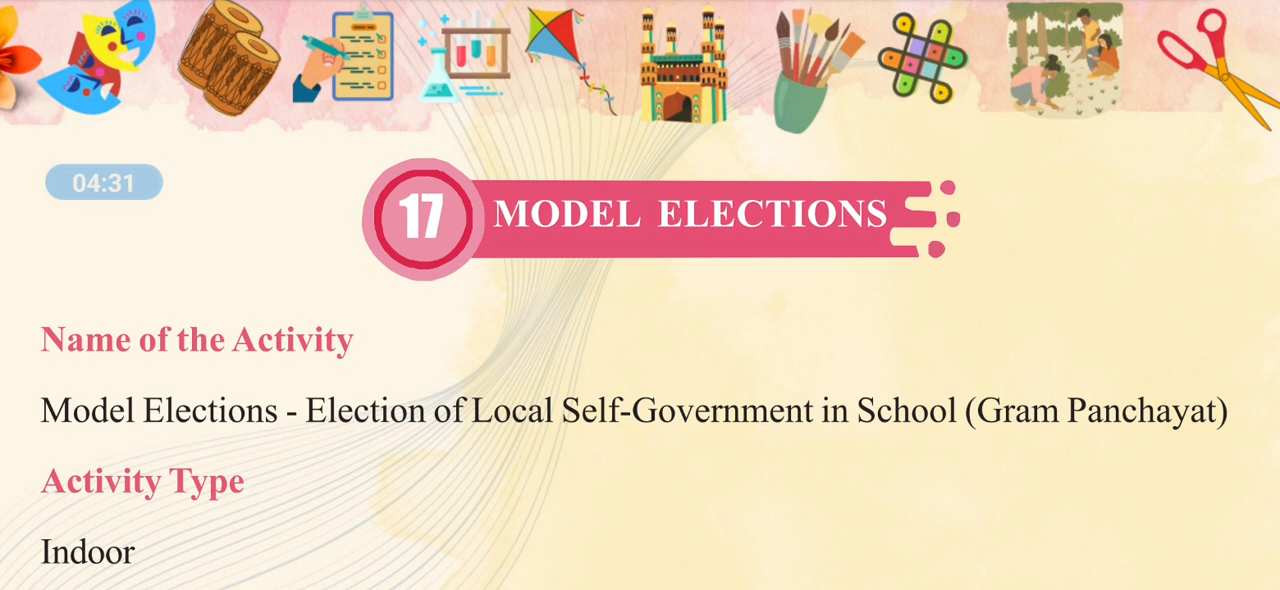 04:31
17 MODEL ELECTIONS
Name of the Activity
Model Elections - Election of Local Self-Government in School (Gram Panchayat)
Activity Type
Indoor